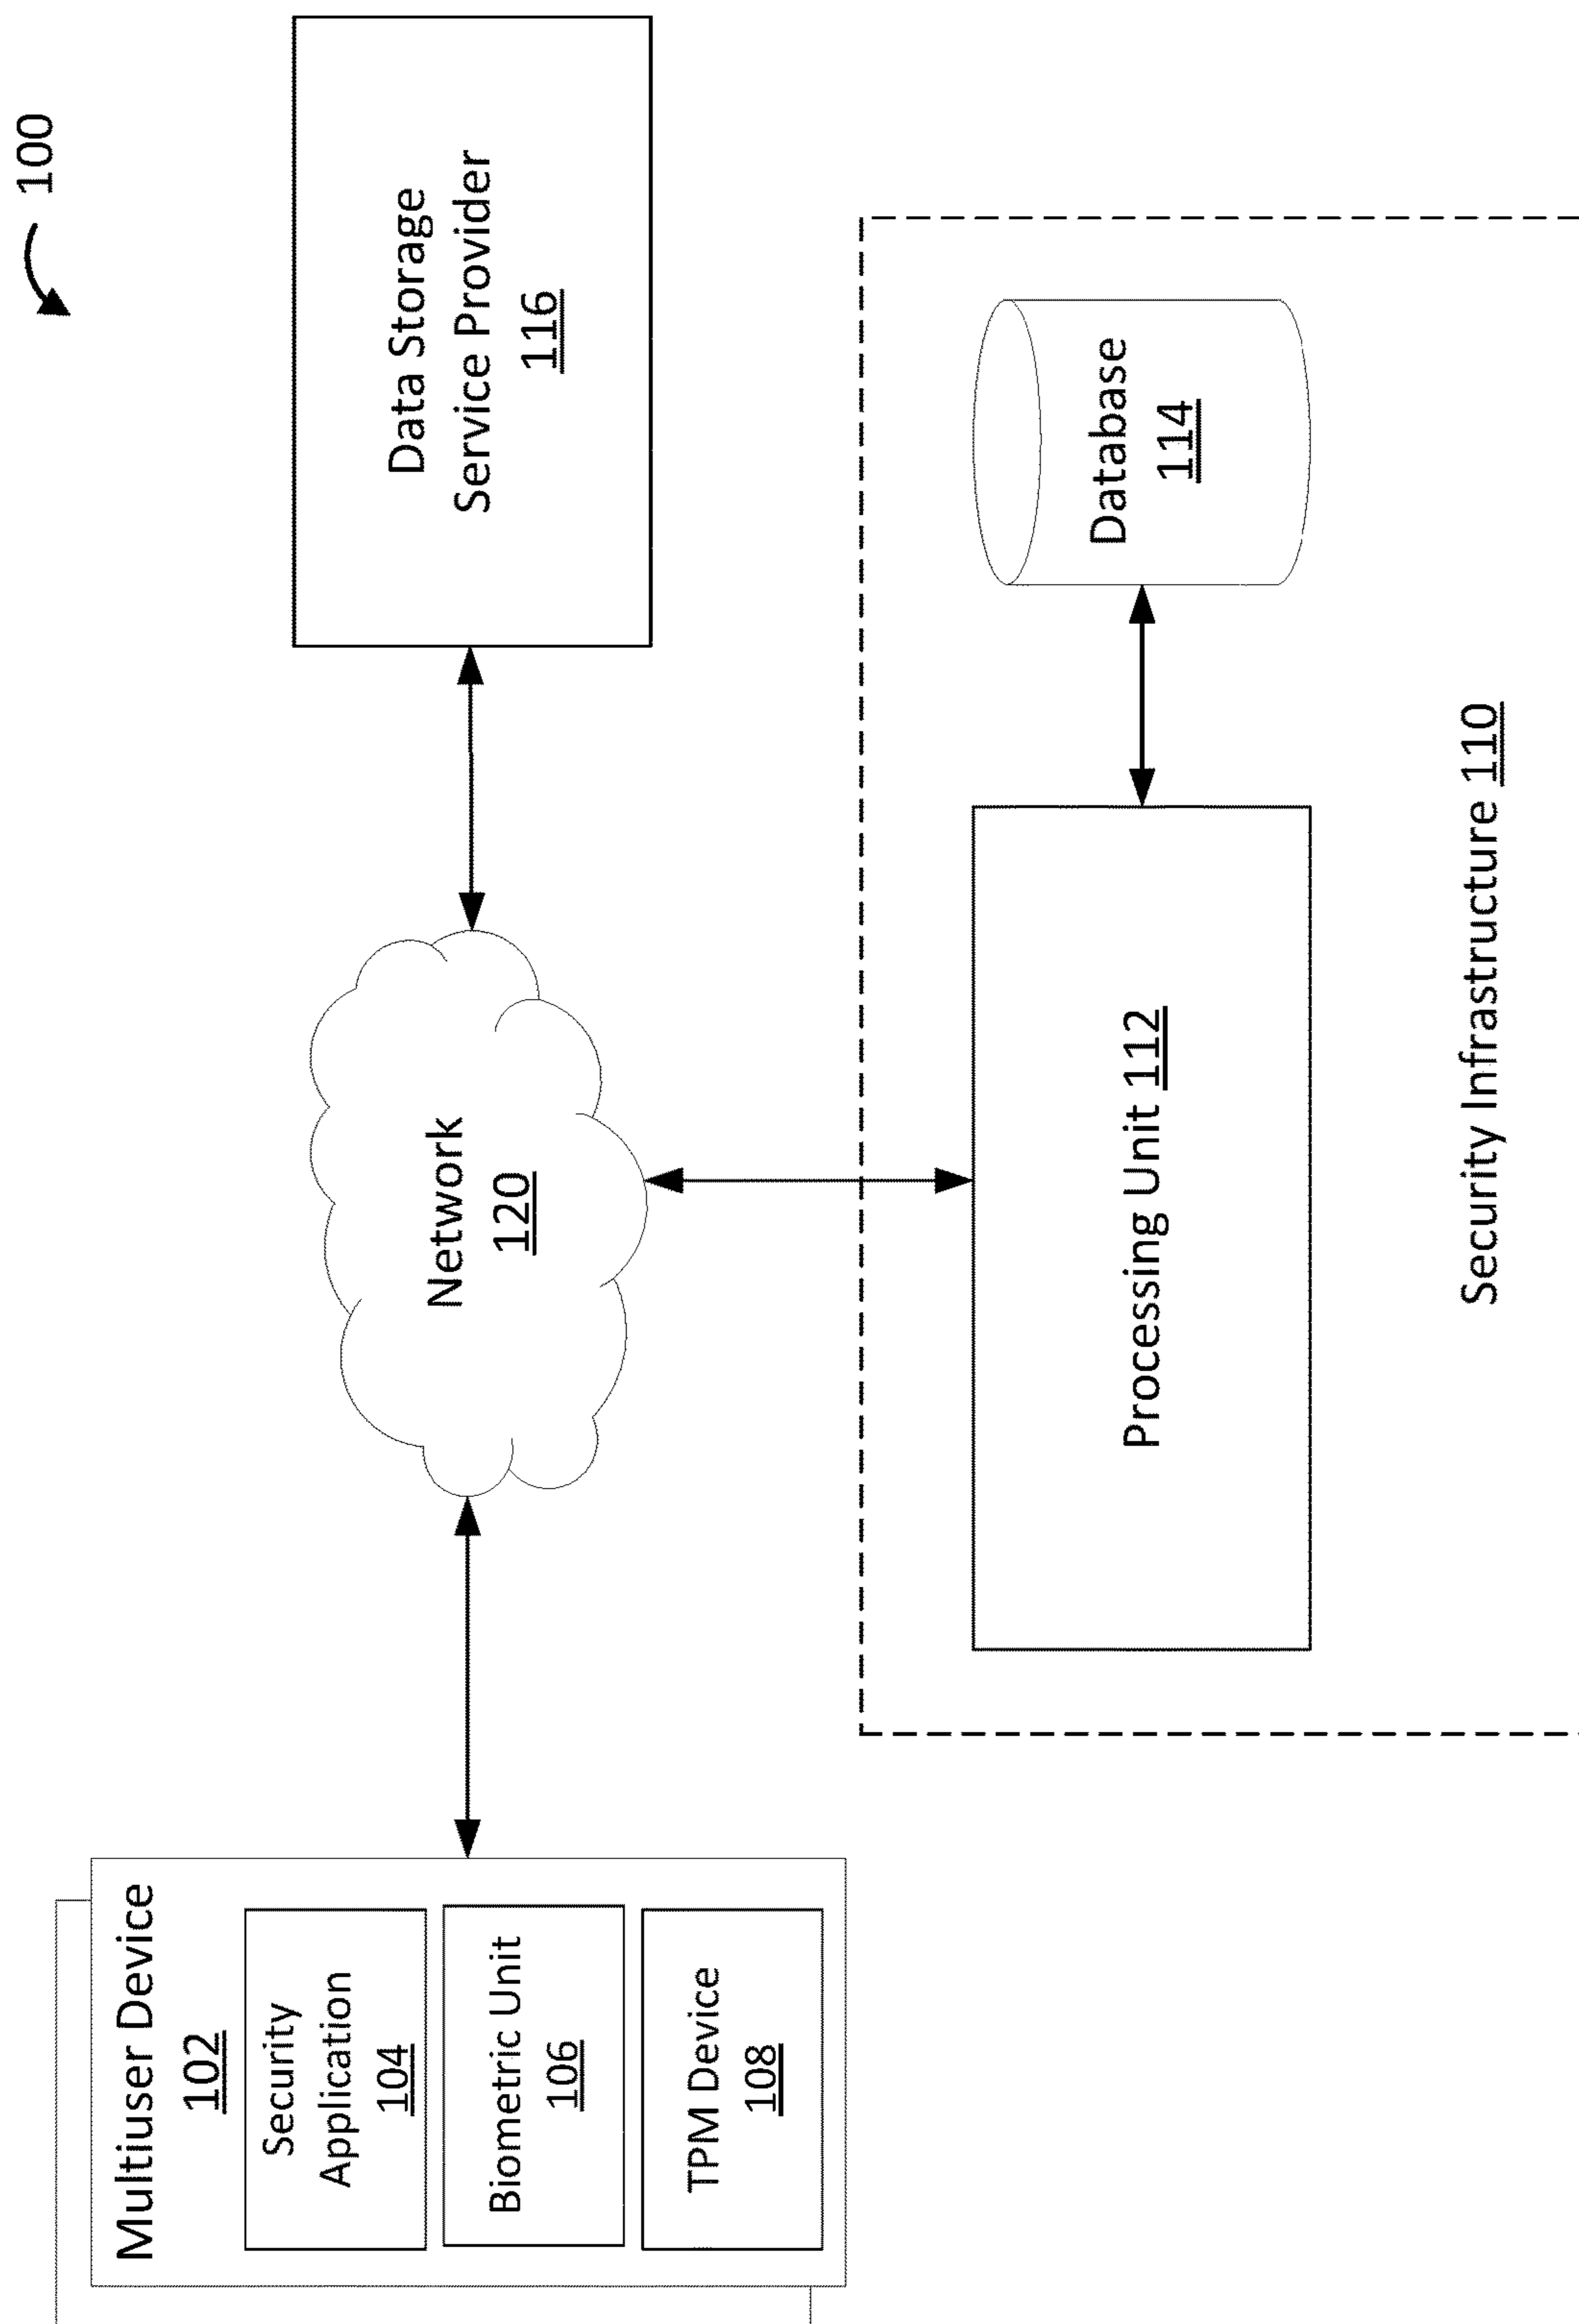 100
Multiuser Device
102
Security
Application
104
Biometric Unit
106
TPM Device
108
Network
120
Data Storage
Service Provider
116
Processing Unit 112
Database
114
Security Infrastructure 110